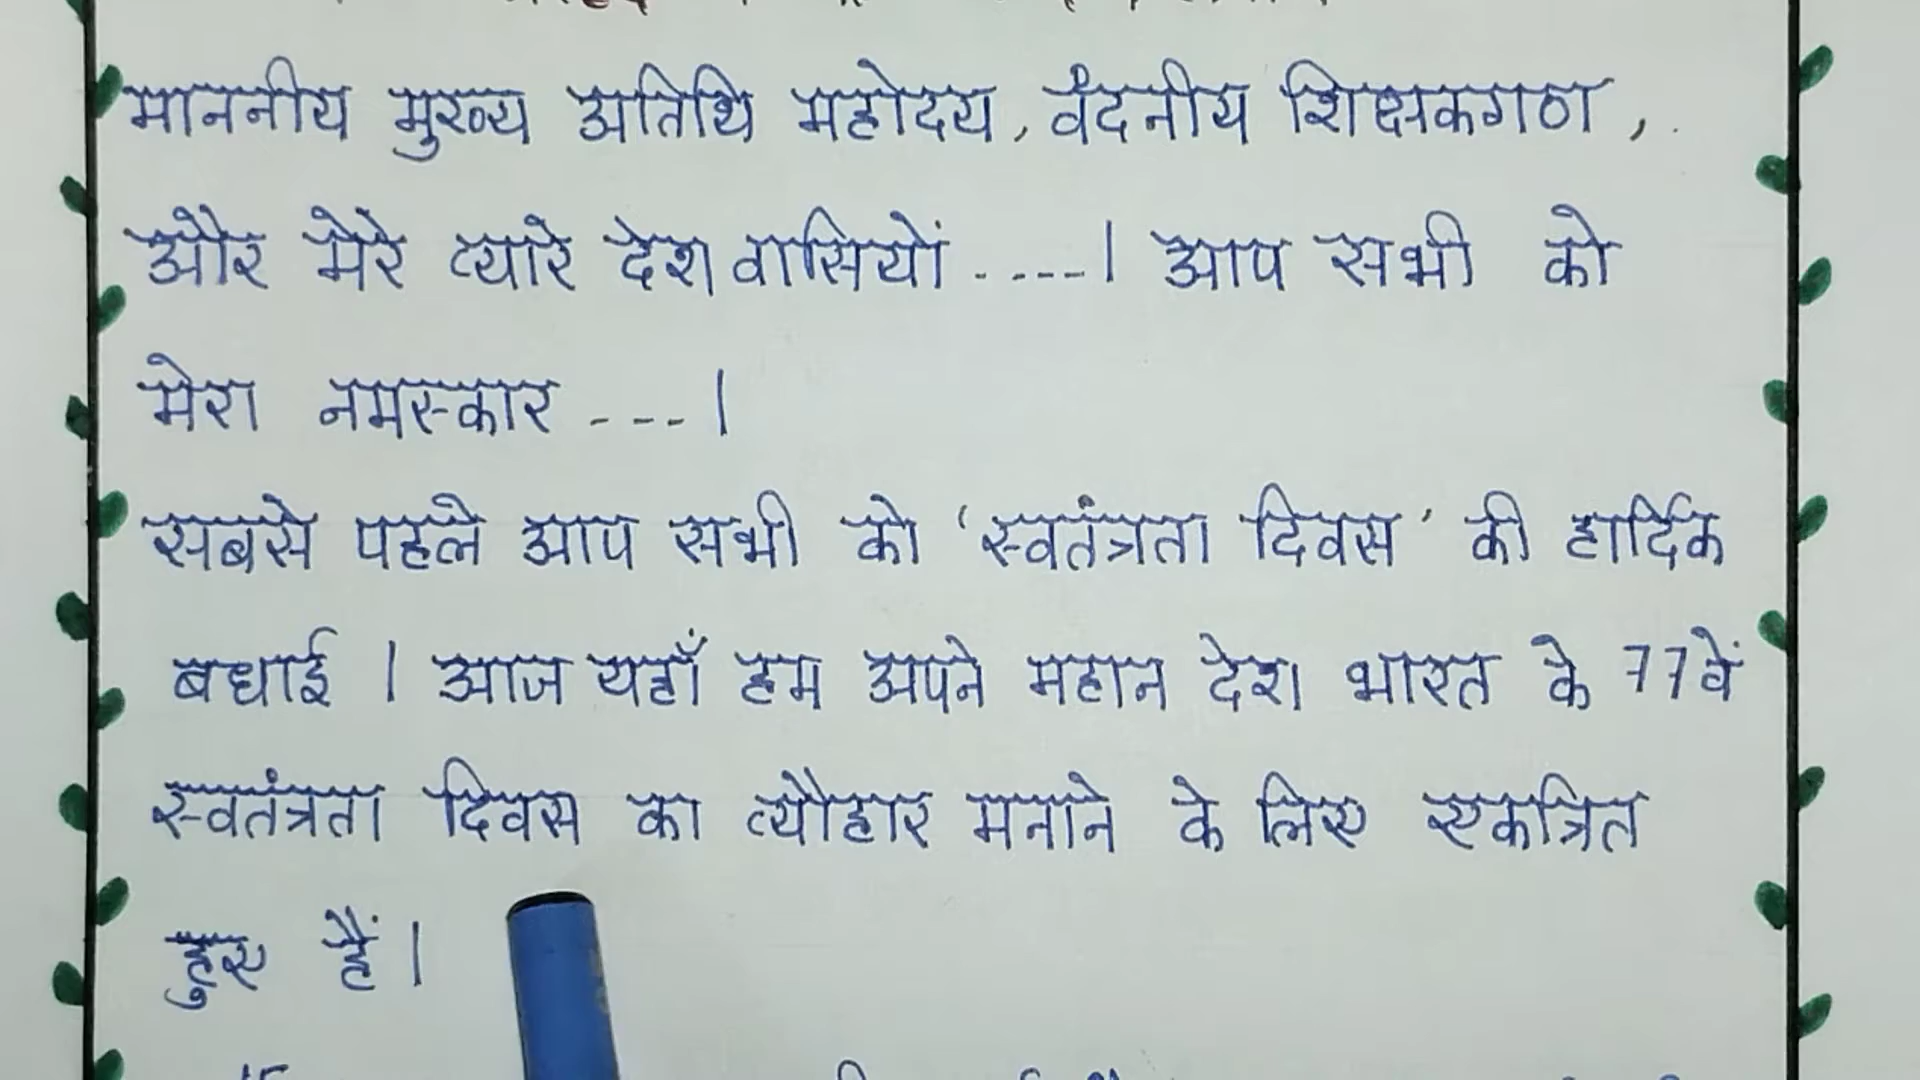 माननीय मुख्य अतिथि महोदय, वंदनीय शिक्षकगण,
और मेरे प्यारे देशवासियों .----। आप सभी को
मेरा नमस्कार ---।
सबसे पहले आप सभी को 'स्वतंत्रता दिवस' की हार्दिक
बधाई । आज यहाँ हम अपने महान देश भारत के 77वें
स्वतंत्रता दिवस का त्यौहार मनाने के लिए एकत्रित
हुए हैं।